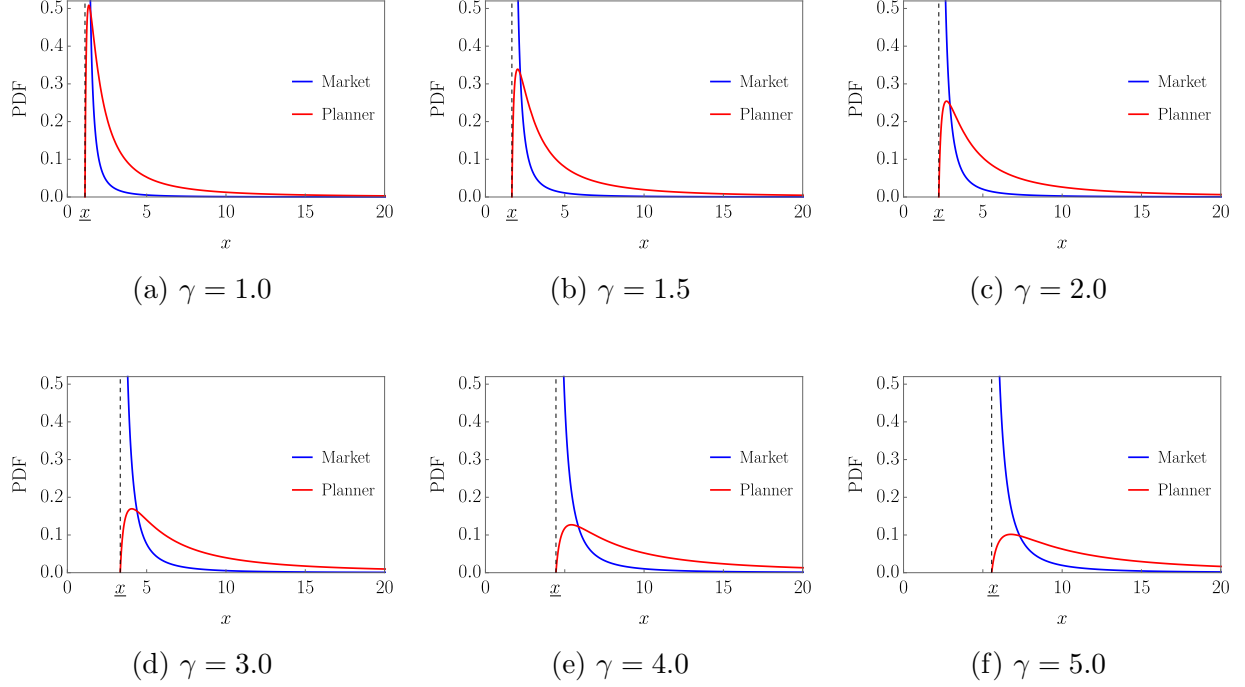 0.5
0.4
0.3
0.2
0.1
0.0
PDF
Market
Planner
0 x 5 10 15 20
x
(a) γ = 1.0
0.5
0.4
0.3
0.2
0.1
0.0
PDF
Market
Planner
0 x 5 10 15 20
x
(b) γ = 1.5
0.5
0.4
0.3
0.2
0.1
0.0
PDF
Market
Planner
0 x 5 10 15 20
x
(c) γ = 2.0
0.5
0.4
0.3
0.2
0.1
0.0
PDF
Market
Planner
0 x 5 10 15 20
x
(d) γ = 3.0
0.5
0.4
0.3
0.2
0.1
0.0
PDF
Market
Planner
0 x 5 10 15 20
x
(e) γ = 4.0
0.5
0.4
0.3
0.2
0.1
0.0
PDF
Market
Planner
0 x 10 15 20
x
(f) γ = 5.0